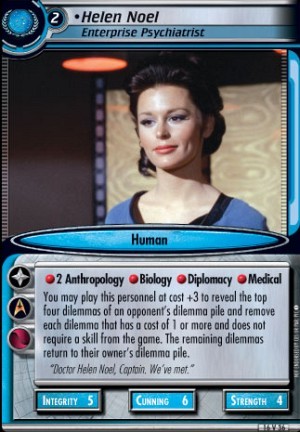 2 •Helen Noel
Enterprise Psychiatrist
Human
2 Anthropology Biology Diplomacy Medical
You may play this personnel at cost +3 to reveal the
top four dilemmas of an opponent's dilemma pile and remove
each dilemma that has a cost of 1 or more and does not
require a skill from the game. The remaining dilemmas
return to their owner's dilemma pile.
"Doctor Helen Noel, Captain. We've met."
Integrity 5 Cunning 6 Strength 4
14 V 36